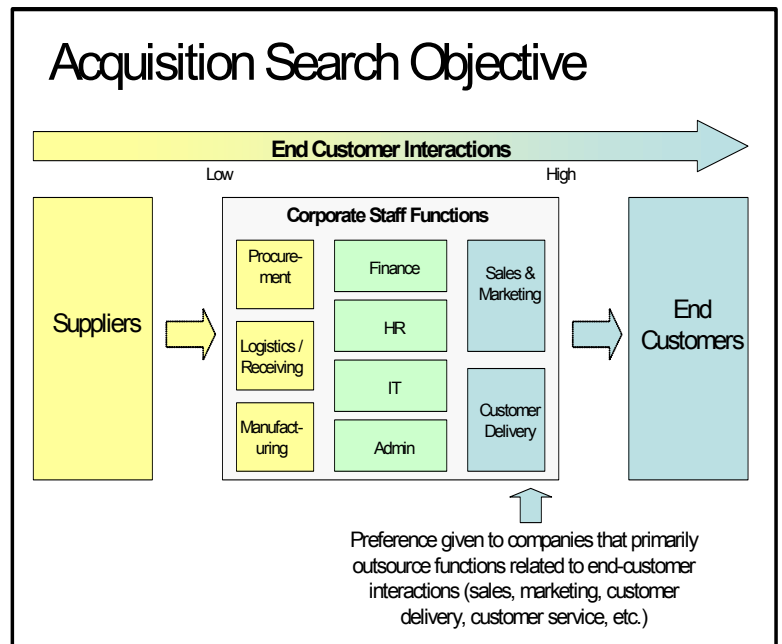 Acquisition Search Objective
End Customer Interactions
Low
High
Corporate Staff Functions
Suppliers
Procure-
ment
Logistics /
Receiving
Manufact-
uring
Finance
HR
IT
Admin
Sales &
Marketing
Customer
Delivery
End
Customers
Preference given to companies that primarily
outsource functions related to end-customer
interactions (sales, marketing, customer
delivery, customer service, etc.)